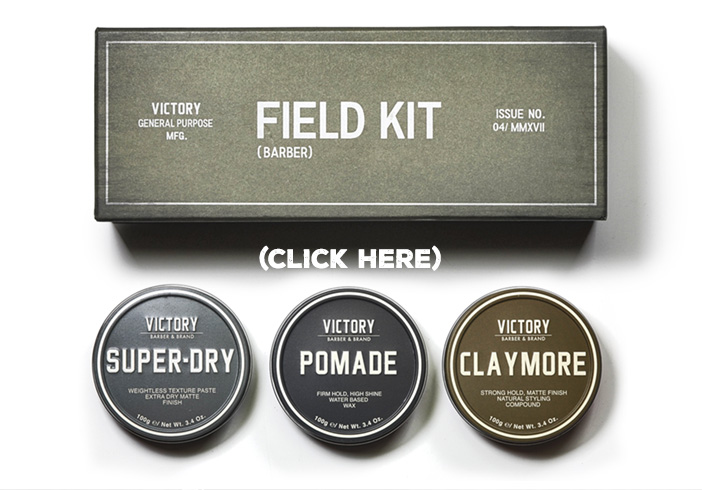 VICTORY
GENERAL PURPOSE
MFG.
FIELD KIT
(BARBER)
ISSUE NO.
04/ MMXVII
(CLICK HERE)
VICTORY
BARBER & BRAND
SUPER-DRY
WEIGHTLESS TEXTURE PASTE
EXTRA DRY MATTE
FINISH
100g e/ Net Wt. 3.4 Oz.
VICTORY
BARBER & BRAND
POMADE
FIRM HOLD, HIGH SHINE
WATER BASED
WAX
100g e/ Net Wt. 3.4 Oz.
VICTORY
BARBER & BRAND
CLAYMORE
STRONG HOLD, MATTE FINISH
NATURAL STYLING
COMPOUND
100g e/ Net Wt. 3.4 Oz.